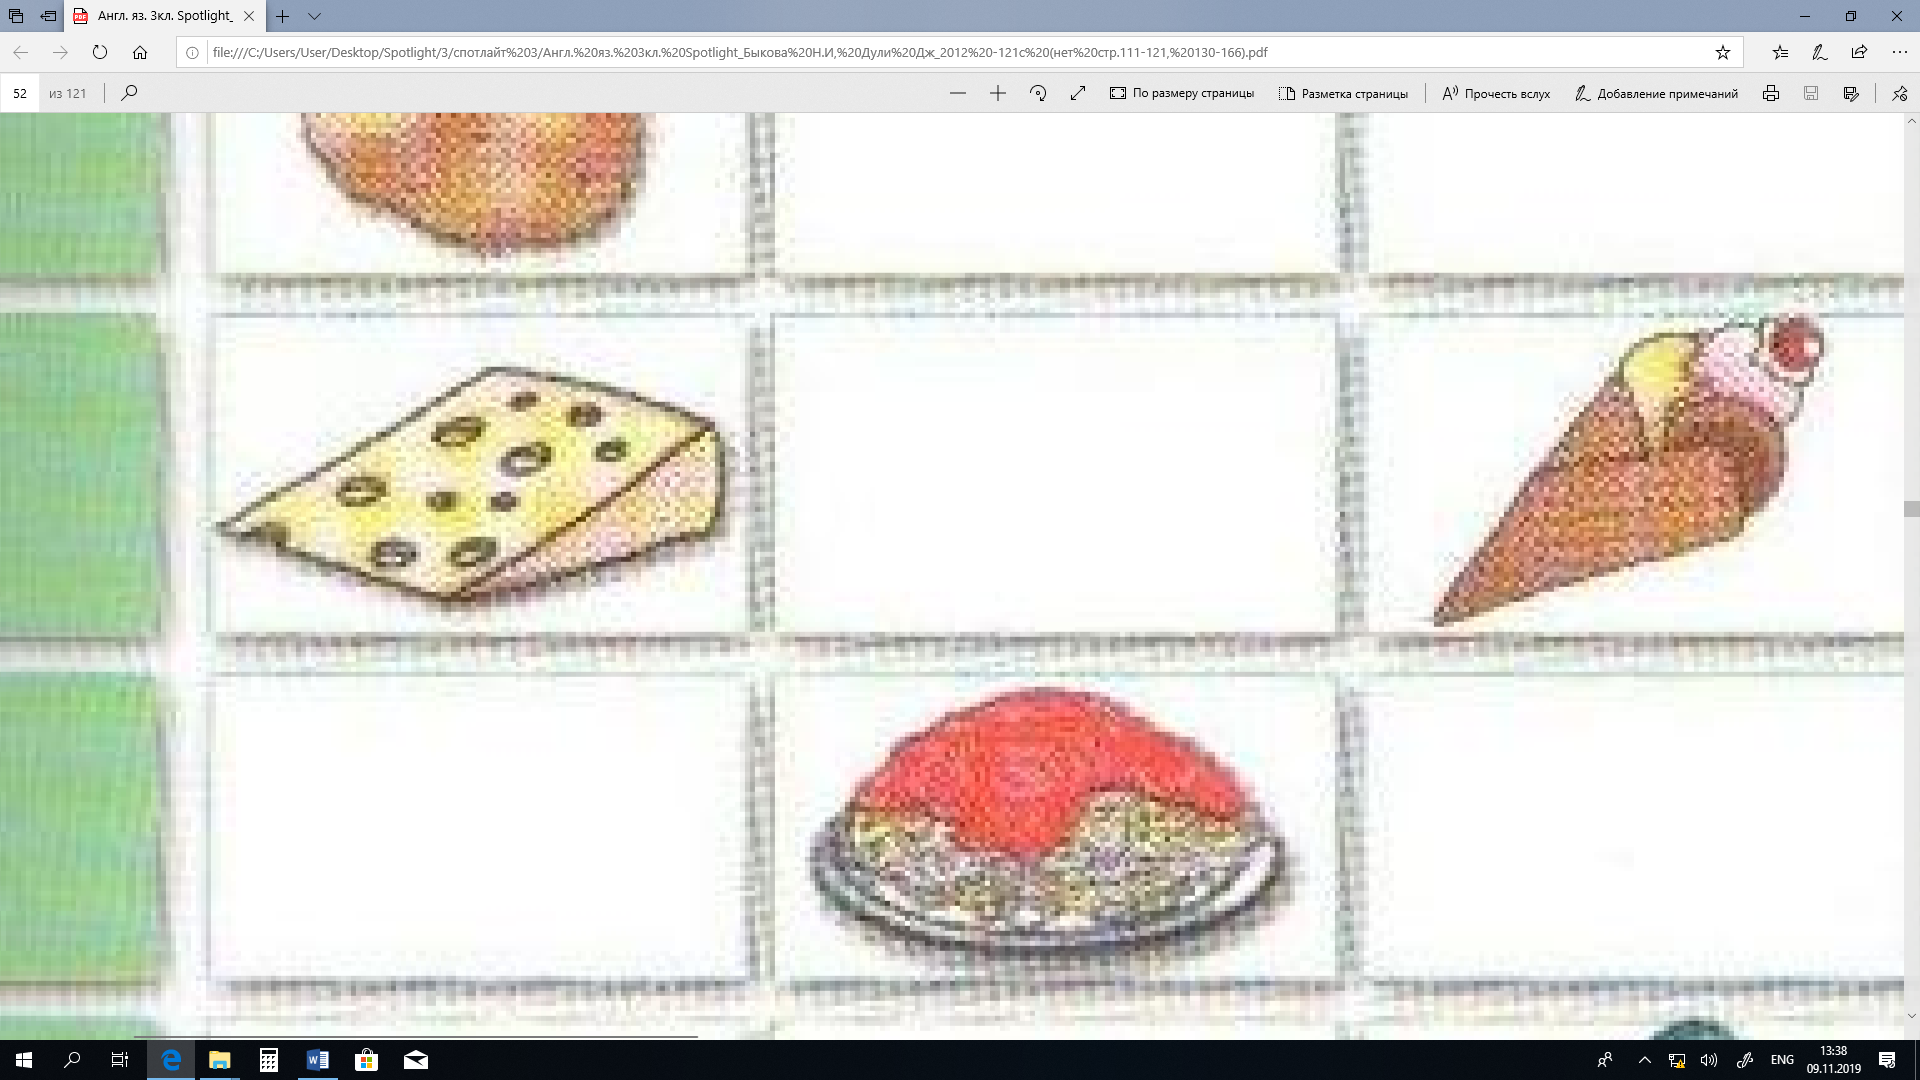 Англ. яз. 3кл. Spotlight_
file:///C:/Users/User/Desktop/Spotlight/3/спотлайт%203/Англ.%20яз.%203кл.%20Spotlight_Быкова%20Н.И,%20Дули%20Дж_2012%20-121с%20(нет%20стр.111-121,%20130-166).pdf
52 из 121 По размеру страницы Разметка страницы Прочесть вслух Добавление примечаний
ENG 13:38
09.11.2019